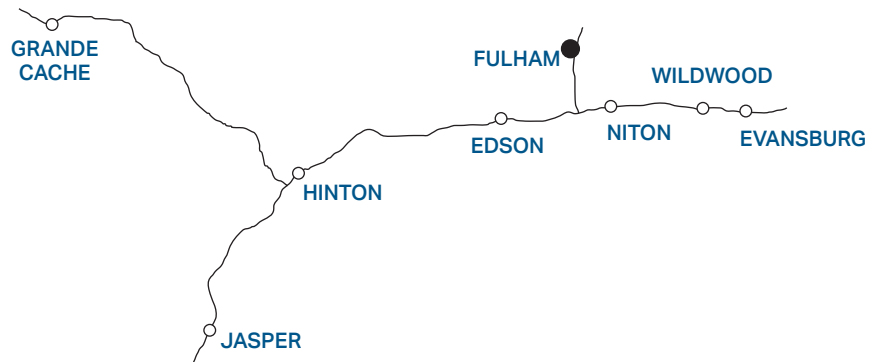 GRANDE
CACHE
FULHAM
WILDWOOD
EDSON
NITON
EVANSBURG
HINTON
JASPER